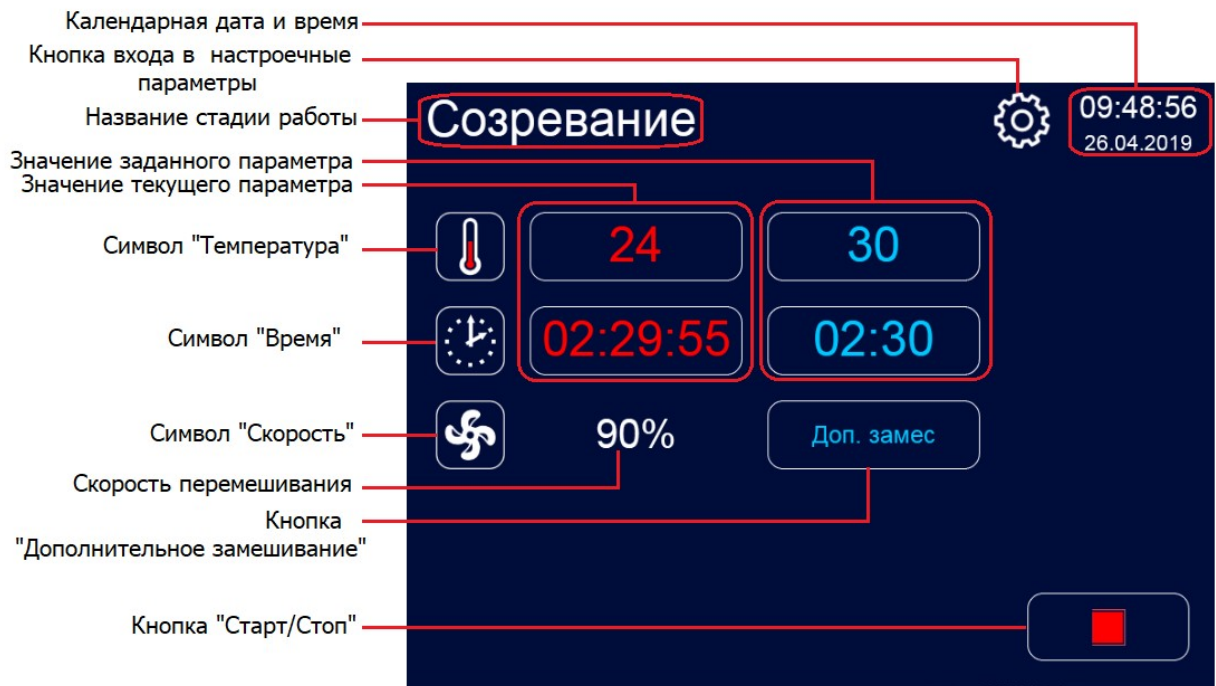 Календарная дата и время
Кнопка входа в настроечные
параметры
Название стадии работы
Значение заданного параметра
Значение текущего параметра
Символ "Температура"
Символ "Время"
Символ "Скорость"
Скорость перемешивания
Кнопка
"Дополнительное замешивание"
Кнопка "Старт/Стоп"
Созревание
09:48:56
26.04.2019
24
30
02:29:55
02:30
90%
Доп. замес